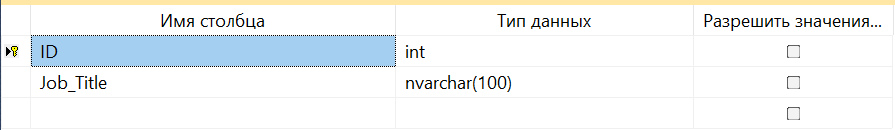 Имя столбца Тип данных Разрешить значения...
ID int
Job_Title nvarchar(100)